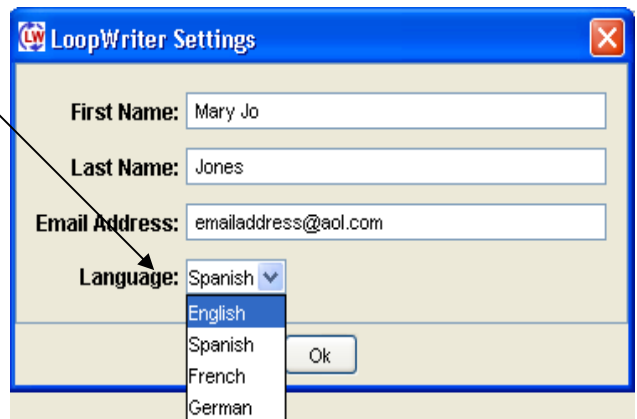 LW LoopWriter Settings
First Name: Mary Jo
Last Name: Jones
Email Address: emailaddress@aol.com
Language: Spanish
English
Spanish
Ok
French
German